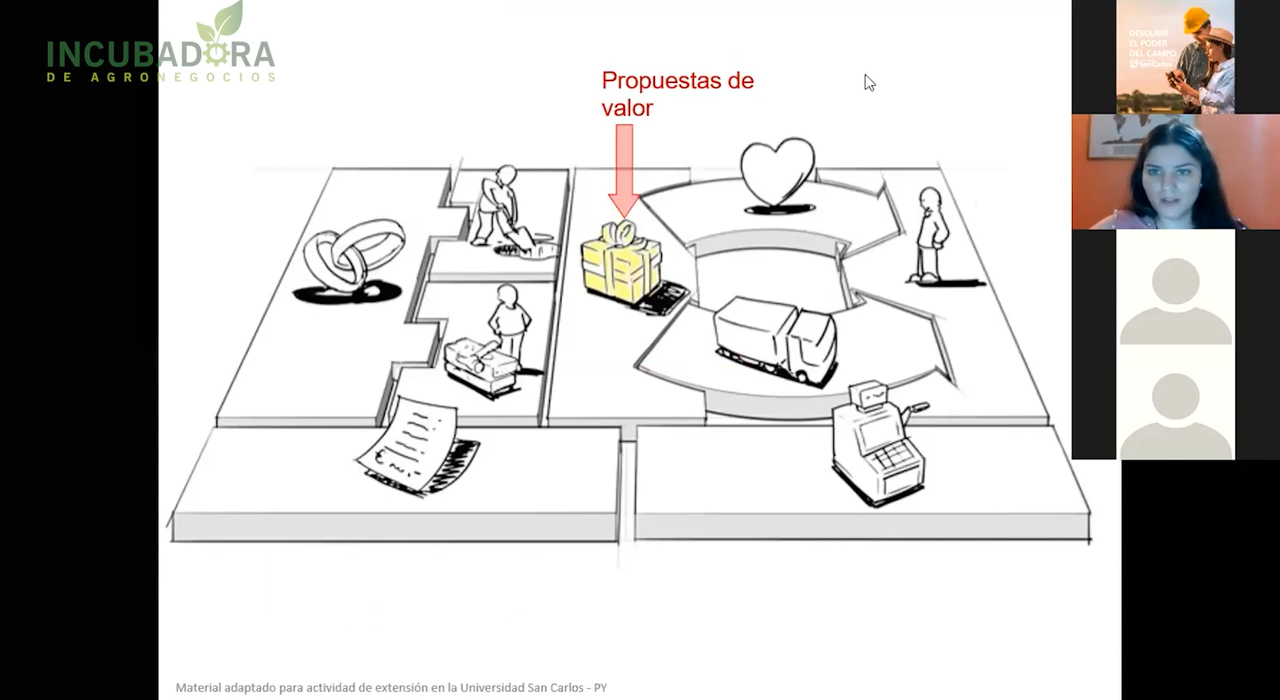 INCUBADORA
DE AGRONEGOCIOS
Propuestas de
valor
DESCUBRÍ
EL PODER
DEL CAMPO
San Carlos
€
Material adaptado para actividad de extensión en la Universidad San Carlos - PY